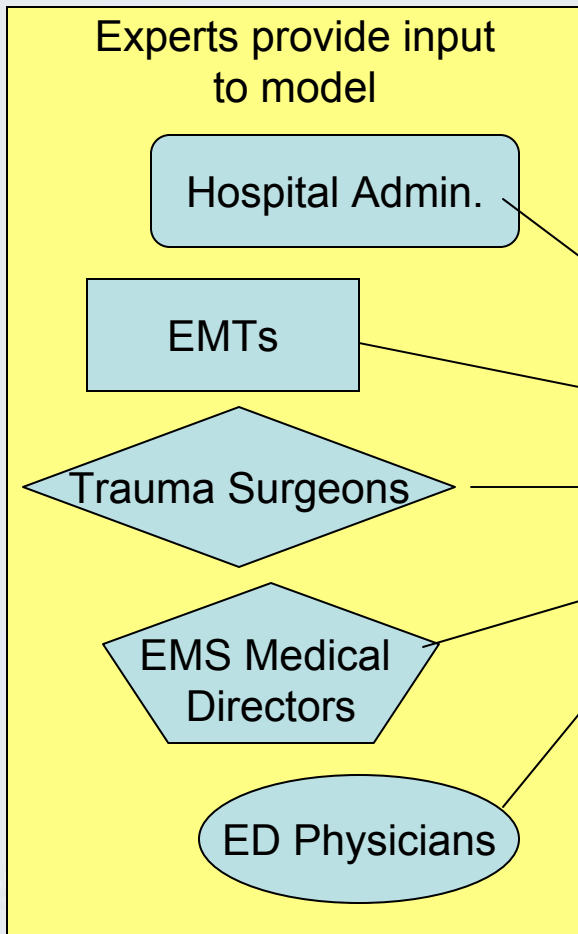 Experts provide input
to model
Hospital Admin.
EMTs
Trauma Surgeons
EMS Medical
Directors
ED Physicians